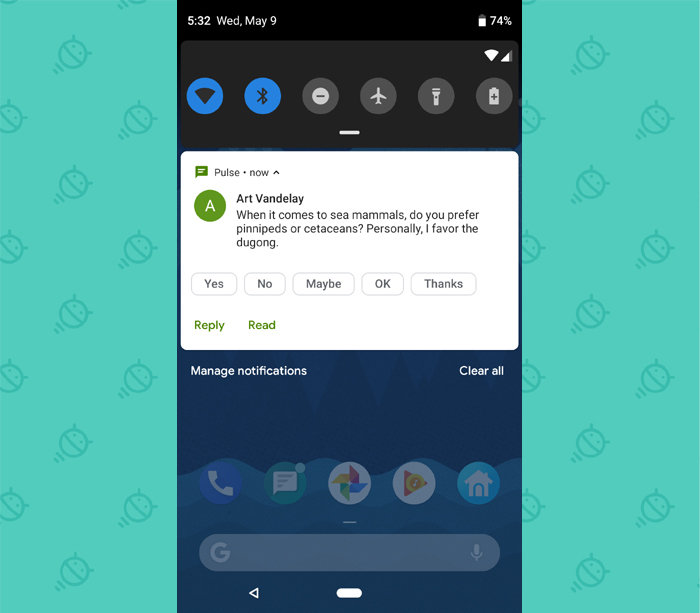 5:32 Wed, May 9 74%
Pulse • now
A
Art Vandelay
When it comes to sea mammals, do you prefer
pinnipeds or cetaceans? Personally, I favor the
dugong.
Yes No Maybe OK Thanks
Reply Read
Manage notifications Clear all
G